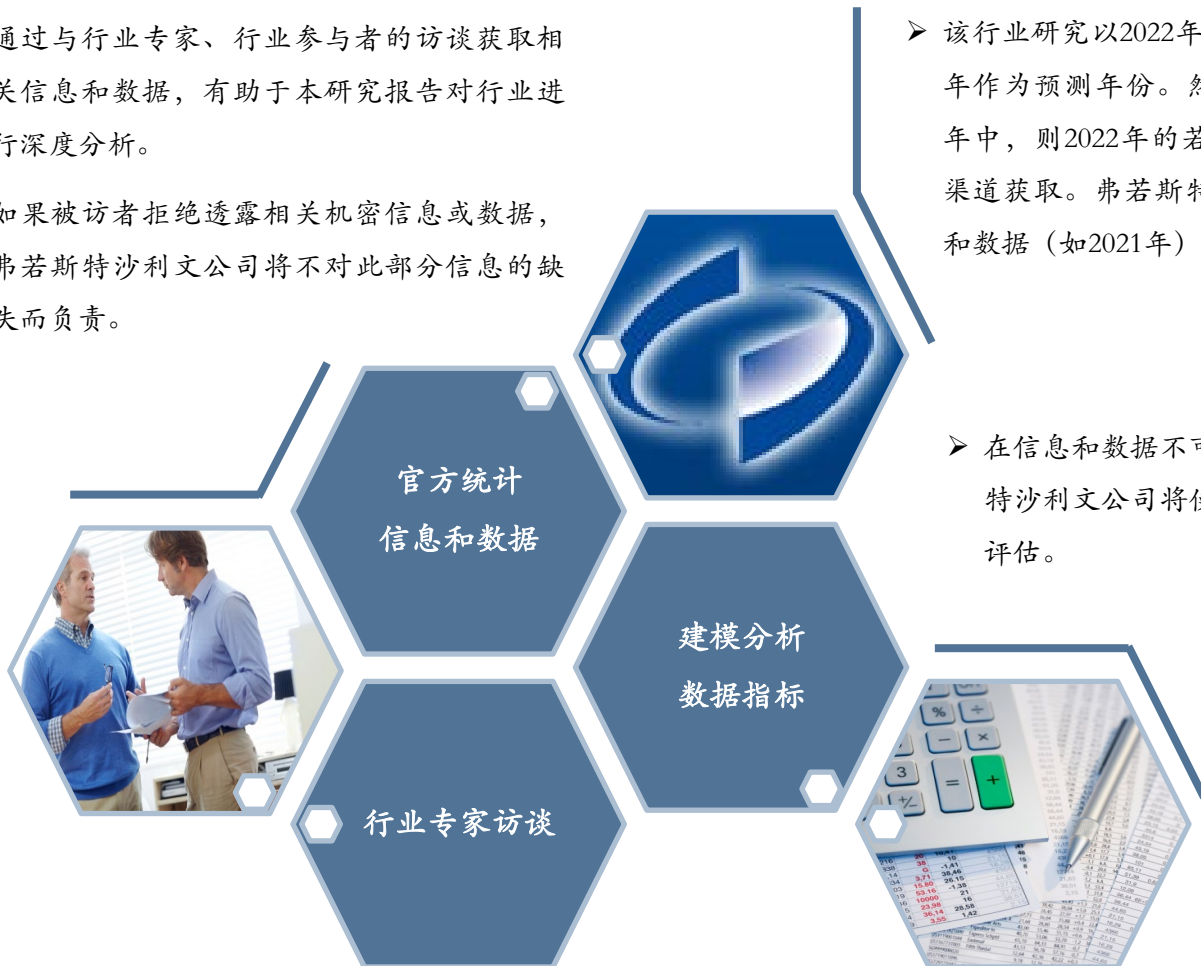 通过与行业专家、行业参与者的访谈获取相
关信息和数据，有助于本研究报告对行业进
行深度分析。
如果被访者拒绝透露相关机密信息或数据，
弗若斯特沙利文公司将不对此部分信息的缺
失而负责。
➢ 该行业研究以2022年
年作为预测年份。然
年中，则2022年的若
渠道获取。弗若斯特
和数据（如2021年）
➢ 在信息和数据不可
特沙利文公司将使
评估。
官方统计
信息和数据
建模分析
数据指标
行业专家访谈